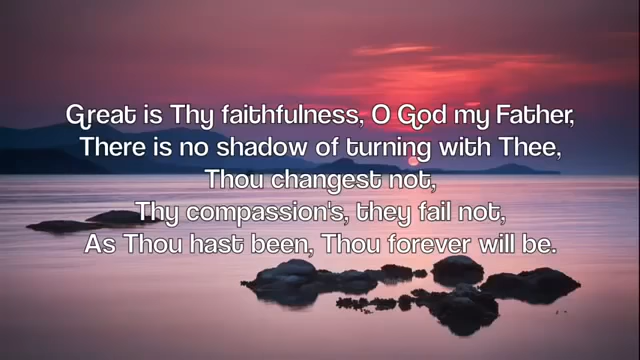 Great is Thy faithfulness, O God my Father,
There is no shadow of turning with Thee,
Thou changest not,
Thy compassion's, they fail not,
As Thou hast been, Thou forever will be.